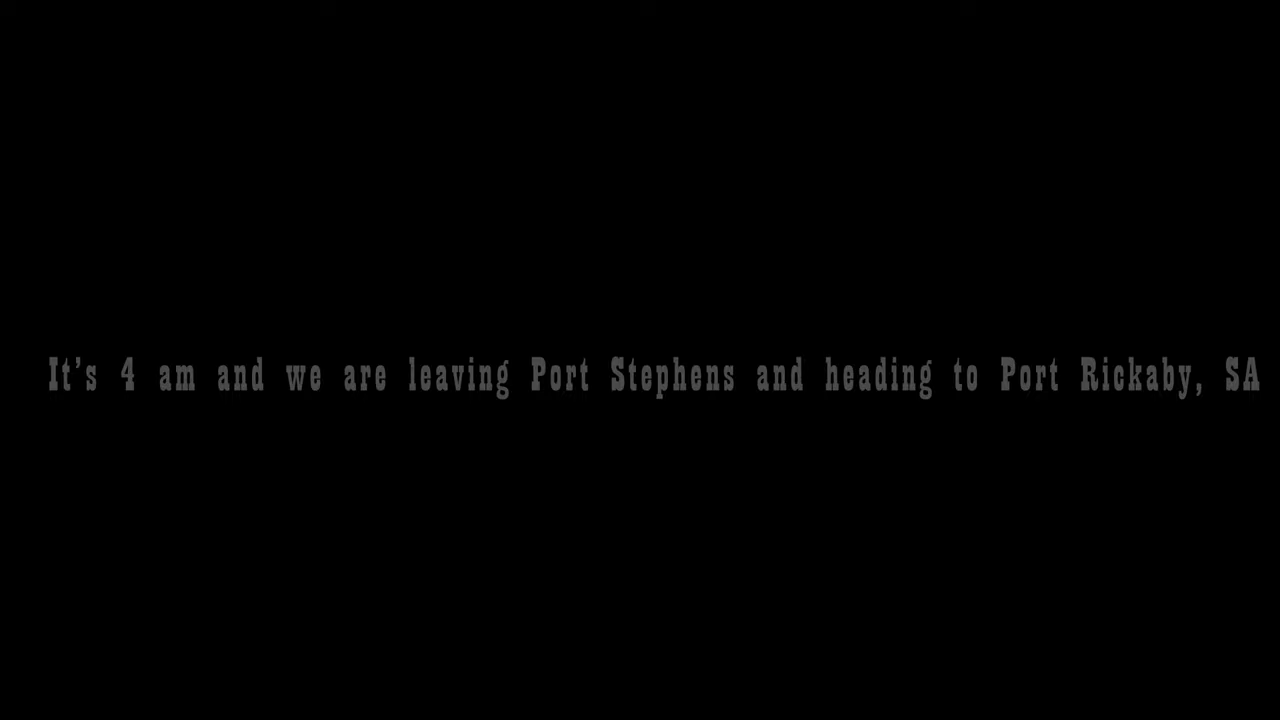 It’s 4 am and we are leaving Port Stephens and heading to Port Rickaby, SA